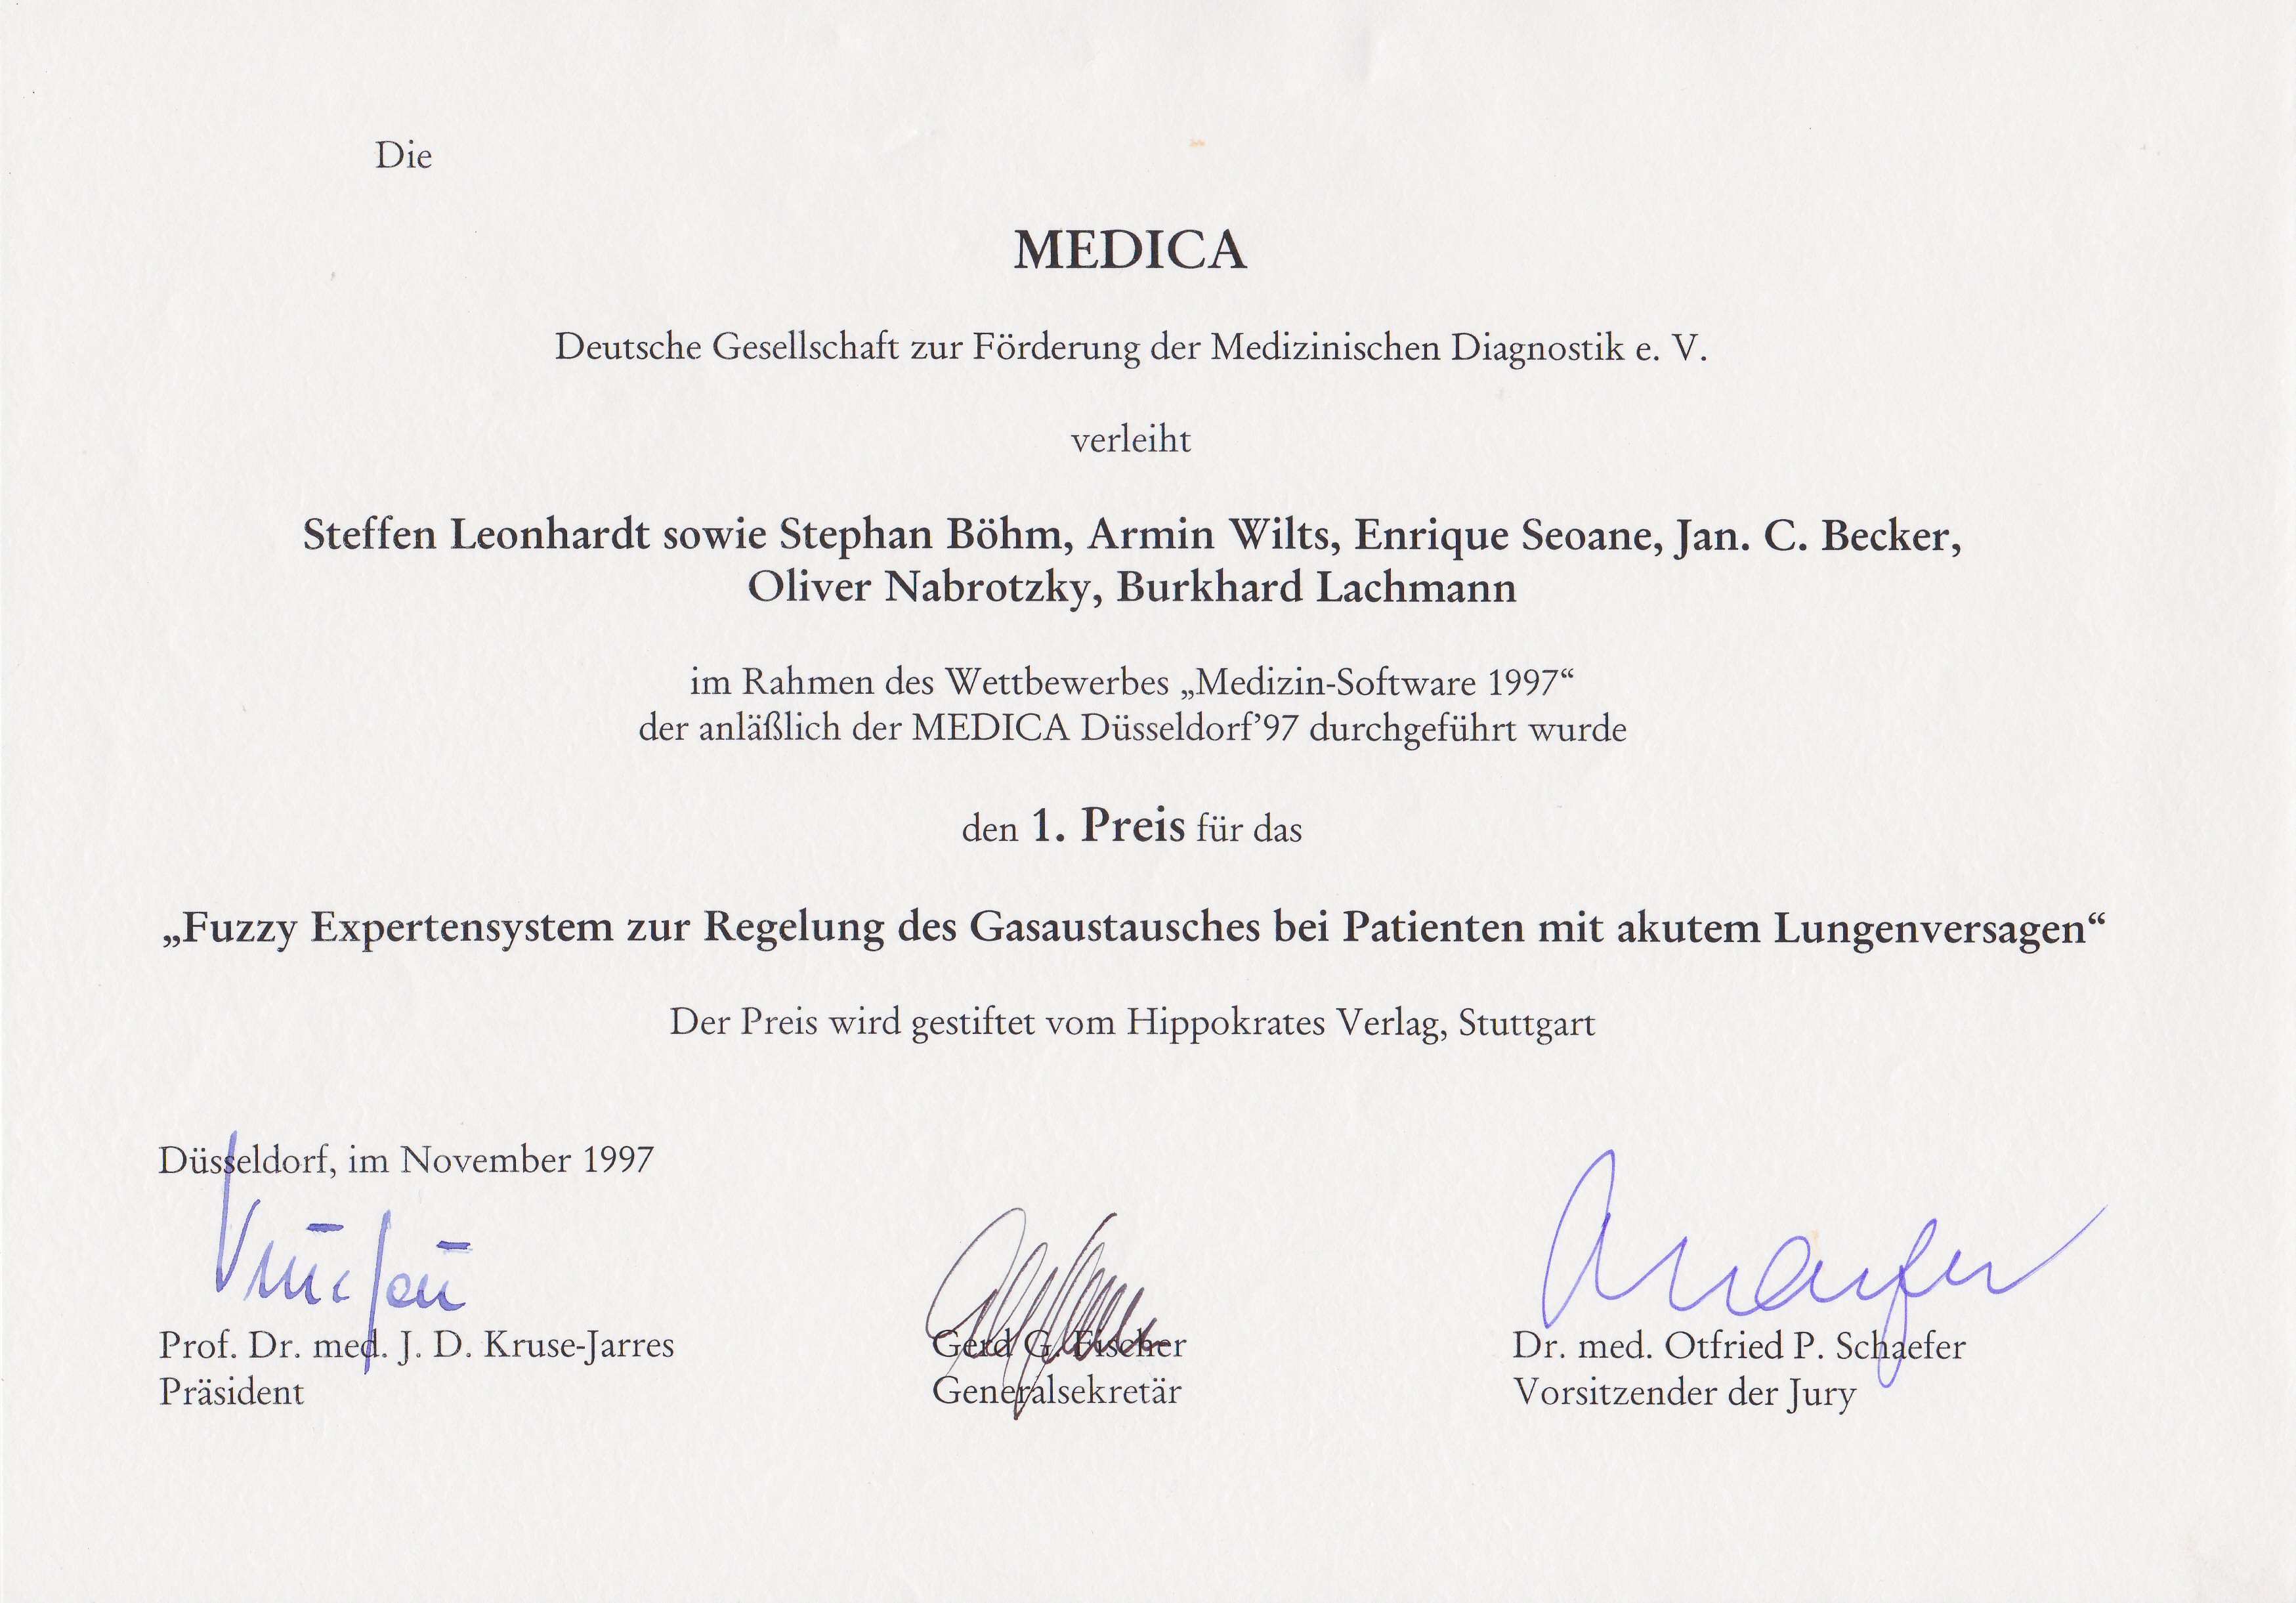 Die
MEDICA
Deutsche Gesellschaft zur Förderung der Medizinischen Diagnostik e. V.
verleiht
Steffen Leonhardt sowie Stephan Böhm, Armin Wilts, Enrique Seoane, Jan. C. Becker,
Oliver Nabrotzky, Burkhard Lachmann
im Rahmen des Wettbewerbes „Medizin-Software 1997“
der anläßlich der MEDICA Düsseldorf’97 durchgeführt wurde
den 1. Preis für das
„Fuzzy Expertensystem zur Regelung des Gasaustausches bei Patienten mit akutem Lungenversagen“
Der Preis wird gestiftet vom Hippokrates Verlag, Stuttgart
Düsseldorf, im November 1997
Prof. Dr. med. J. D. Kruse-Jarres
Präsident
Gerd G. Fischer
Generalsekretär
Dr. med. Otfried P. Schaefer
Vorsitzender der Jury